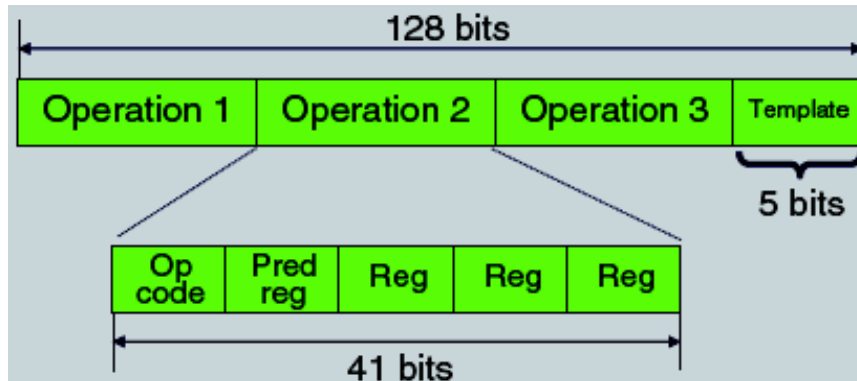 128 bits
Operation 1 Operation 2 Operation 3 Template
5 bits
Op code Pred reg Reg Reg Reg
41 bits